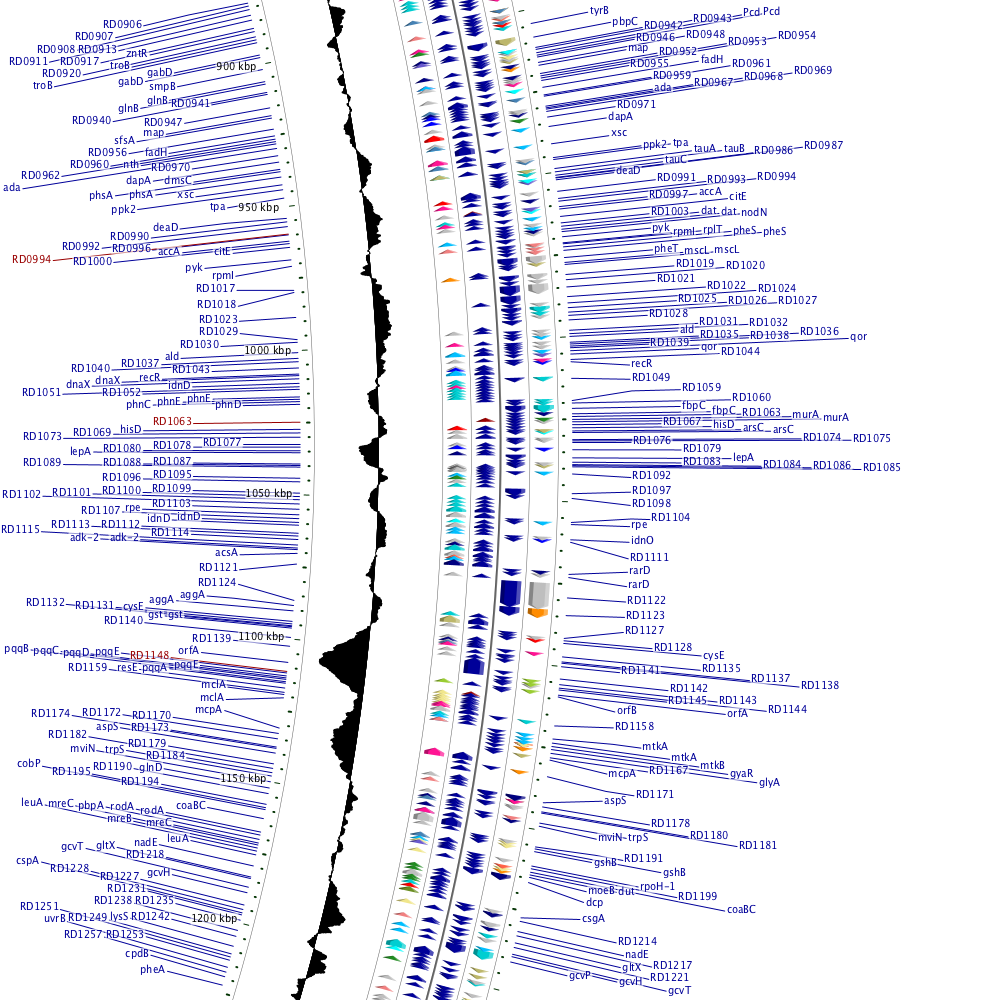 RD0906
RD0907
RD0908 RD0913
zntR
RD0911 RD0917
troB
RD0920
gabD
900 kbp
troB
gabD
smpB
glnB RD0941
glnB
RD0940
RD0947
map
sfsA
RD0956
fadH
RD0960
nth
RD0970
RD0962
dapA
dmsC
ada
phsA
phsA
xsc
ppk2
tpa
950 kbp
deaD
RD0990
RD0992
RD0996
accA
citE
RD0994
RD1000
pyk
rpmI
RD1017
RD1018
RD1023
RD1029
RD1030
1000 kbp
ald
RD1037
RD1040
RD1043
recR
dnaX
dnaX
idnD
RD1051
RD1052
phnE
phnE
phnC
phnD
RD1063
hisD
RD1069
RD1073
RD1077
RD1078
RD1080
lepA
RD1087
RD1088
RD1089
RD1095
RD1096
RD1099
RD1100
RD1101
RD1102
1050 kbp
RD1103
rpe
RD1107
idnD
idnD
RD1112
RD1113
RD1114
RD1115
adk-2
adk-2
acsA
RD1121
RD1124
aggA
aggA
RD1132
RD1131
cysE
gst
gst
RD1140
RD1139
1100 kbp
orfA
pqqB
pqqC
pqqD
pqqE
RD1148
RD1159
resE
pqqA
pqqE
mclA
mclA
mcpA
RD1174
RD1172
RD1170
aspS
RD1173
RD1182
RD1179
mviN
trpS
RD1184
cobP
RD1190
glnD
RD1195
RD1194
1150 kbp
leuA
mreC
pbpA
rodA
rodA
coaBC
mreB
mreC
leuA
nadE
gcvT
gltX
RD1218
cspA
RD1228
gcvH
RD1227
RD1231
RD1238
RD1235
RD1251
uvrB
RD1249
lysS
RD1242
1200 kbp
RD1257
RD1253
cpdB
pheA
tyrB
pbpC
RD0942
RD0943
Pcd
Pcd
RD0946
RD0948
RD0953
RD0954
map
RD0952
fadH
RD0955
RD0961
RD0959
RD0968
RD0969
ada
RD0967
RD0971
dapA
xsc
ppk2
tpa
tauA
tauB
RD0986
RD0987
tauC
deaD
RD0991
RD0993
RD0994
RD0997
accA
citE
RD1003
dat
dat
nodN
pyk
rpmI
rplT
pheS
pheS
pheT
mscL
mscL
RD1019
RD1020
RD1021
RD1022
RD1024
RD1025
RD1026
RD1027
RD1028
RD1031
RD1032
ald
RD1035
RD1038
RD1036
qor
RD1039
qor
RD1044
recR
RD1049
RD1059
RD1060
fbpC
fbpC
RD1063
murA
murA
RD1067
hisD
arsC
arsC
RD1076
RD1074
RD1075
RD1079
lepA
RD1083
RD1084
RD1086
RD1085
RD1092
RD1097
RD1098
RD1104
rpe
idnO
RD1111
rarD
rarD
RD1122
RD1123
RD1127
RD1128
cysE
RD1141
RD1135
RD1137
RD1138
RD1142
RD1145
RD1143
RD1144
orfB
orfA
RD1158
mtkA
mtkA
mtkB
mcpA
RD1167
gyaR
glyA
RD1171
aspS
RD1178
RD1180
mviN
trpS
RD1181
gshB
RD1191
gshB
moeB
dut
rpoH-1
RD1199
dcp
coaBC
csgA
RD1214
nadE
gltX
RD1217
gcvP
gcvH
RD1221
gcvT